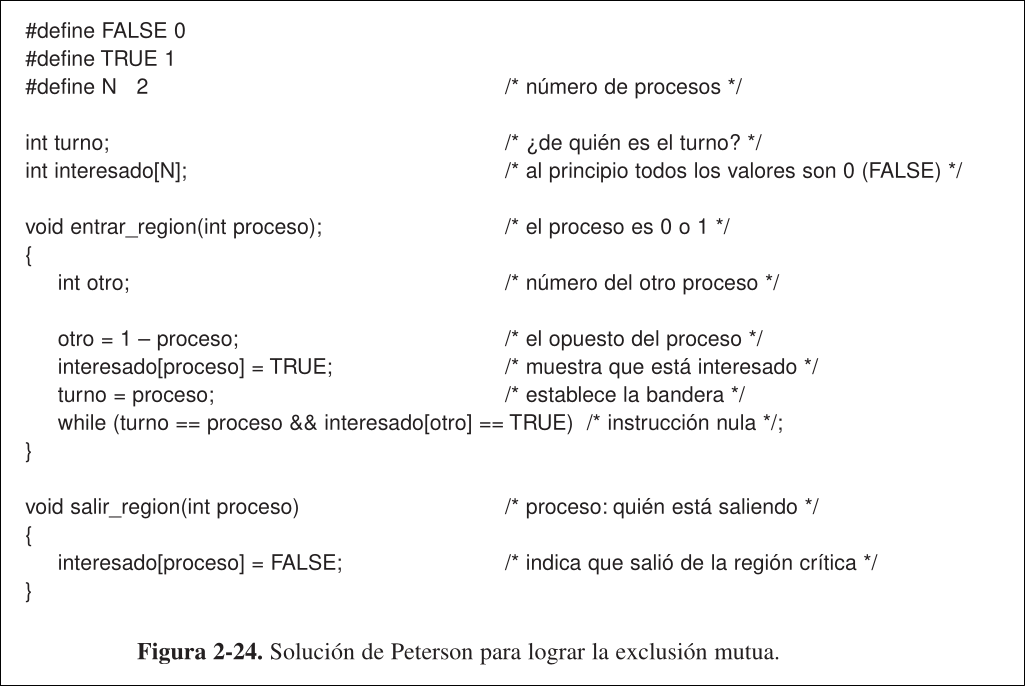 #define FALSE 0
#define TRUE 1
#define N 2 /* número de procesos */
int turno; /* ¿de quién es el turno? */
int interesado[N]; /* al principio todos los valores son 0 (FALSE) */
void entrar_region(int proceso); /* el proceso es 0 o 1 */
{
int otro; /* número del otro proceso */
otro = 1 – proceso; /* el opuesto del proceso */
interesado[proceso] = TRUE; /* muestra que está interesado */
turno = proceso; /* establece la bandera */
while (turno == proceso && interesado[otro] == TRUE) /* instrucción nula */;
}
void salir_region(int proceso) /* proceso: quién está saliendo */
{
interesado[proceso] = FALSE; /* indica que salió de la región crítica */
}
Figura 2-24. Solución de Peterson para lograr la exclusión mutua.